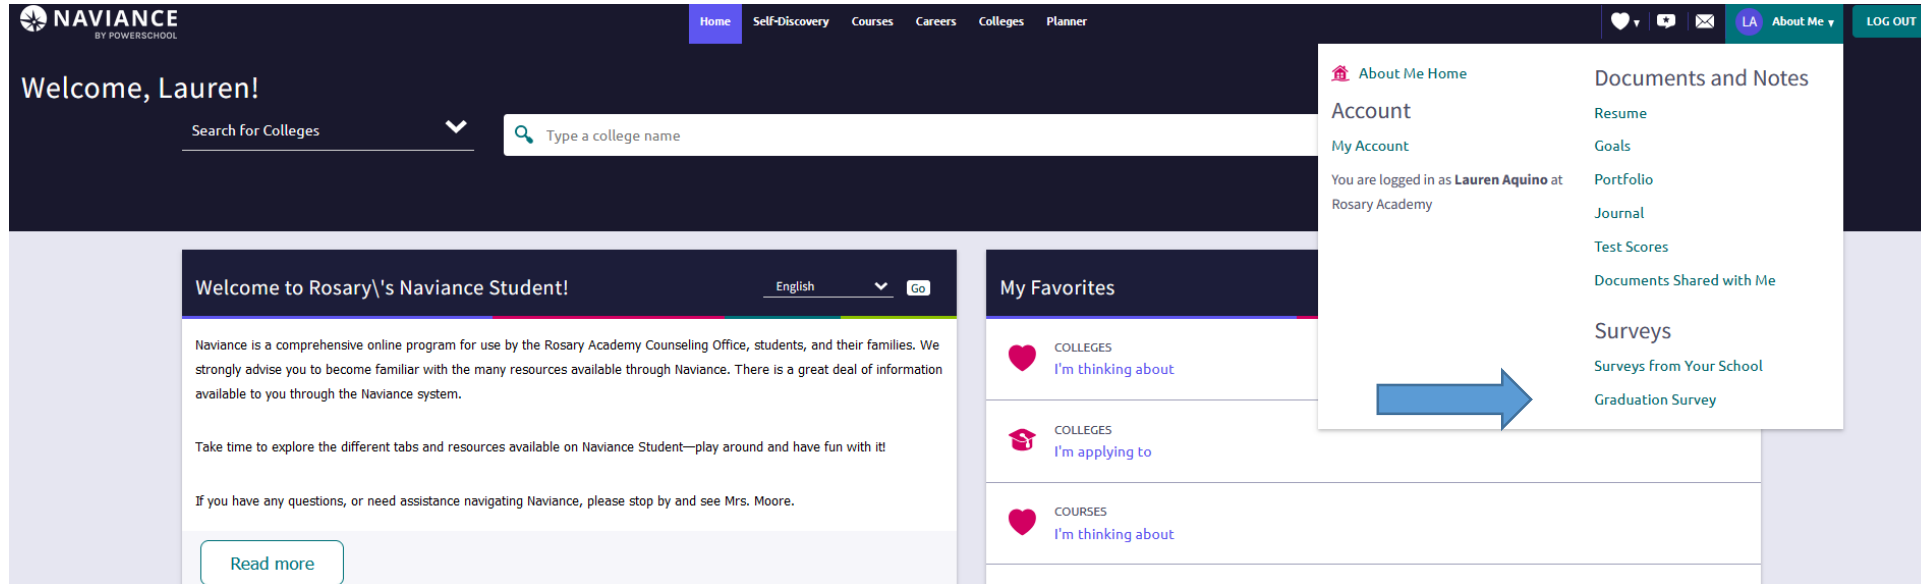 NAVIANCE
BY POWERSCHOOL
Home Self-Discovery Courses Careers Colleges Planner
LA About Me
LOG OUT
Welcome, Lauren!
Search for Colleges
Type a college name
About Me Home
Account
My Account
You are logged in as Lauren Aquino at
Rosary Academy
Documents and Notes
Resume
Goals
Portfolio
Journal
Test Scores
Documents Shared with Me
Surveys
Surveys from Your School
Graduation Survey
Welcome to Rosary\'s Naviance Student!
English
Go
Naviance is a comprehensive online program for use by the Rosary Academy Counseling Office, students, and their families. We
strongly advise you to become familiar with the many resources available through Naviance. There is a great deal of information
available to you through the Naviance system.
Take time to explore the different tabs and resources available on Naviance Student—play around and have fun with it!
If you have any questions, or need assistance navigating Naviance, please stop by and see Mrs. Moore.
Read more
My Favorites
COLLEGES
I'm thinking about
COLLEGES
I'm applying to
COURSES
I'm thinking about